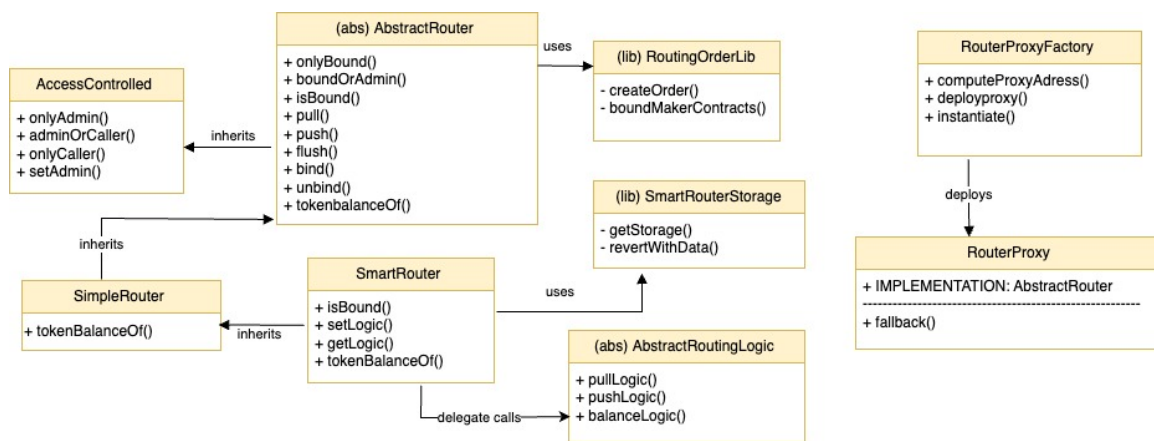 (abs) AbstractRouter
+ onlyBound()
+ boundOrAdmin()
+ isBound()
+ pull()
+ push()
+ flush()
+ bind()
+ unbind()
+ tokenbalanceOf()
uses
(lib) RoutingOrderLib
- createOrder()
- boundMakerContracts()
RouterProxyFactory
+ computeProxyAdress()
+ deployproxy()
+ instantiate()
AccessControlled
+ onlyAdmin()
+ adminOrCaller()
+ onlyCaller()
+ setAdmin()
inherits
deploys
(lib) SmartRouterStorage
- getStorage()
- revertWithData()
inherits
RouterProxy
+ IMPLEMENTATION: AbstractRouter
+ fallback()
SimpleRouter
+ tokenBalanceOf()
inherits
SmartRouter
+ isBound()
+ setLogic()
+ getLogic()
+ tokenBalanceOf()
uses
(abs) AbstractRoutingLogic
+ pullLogic()
+ pushLogic()
+ balanceLogic()
delegate calls